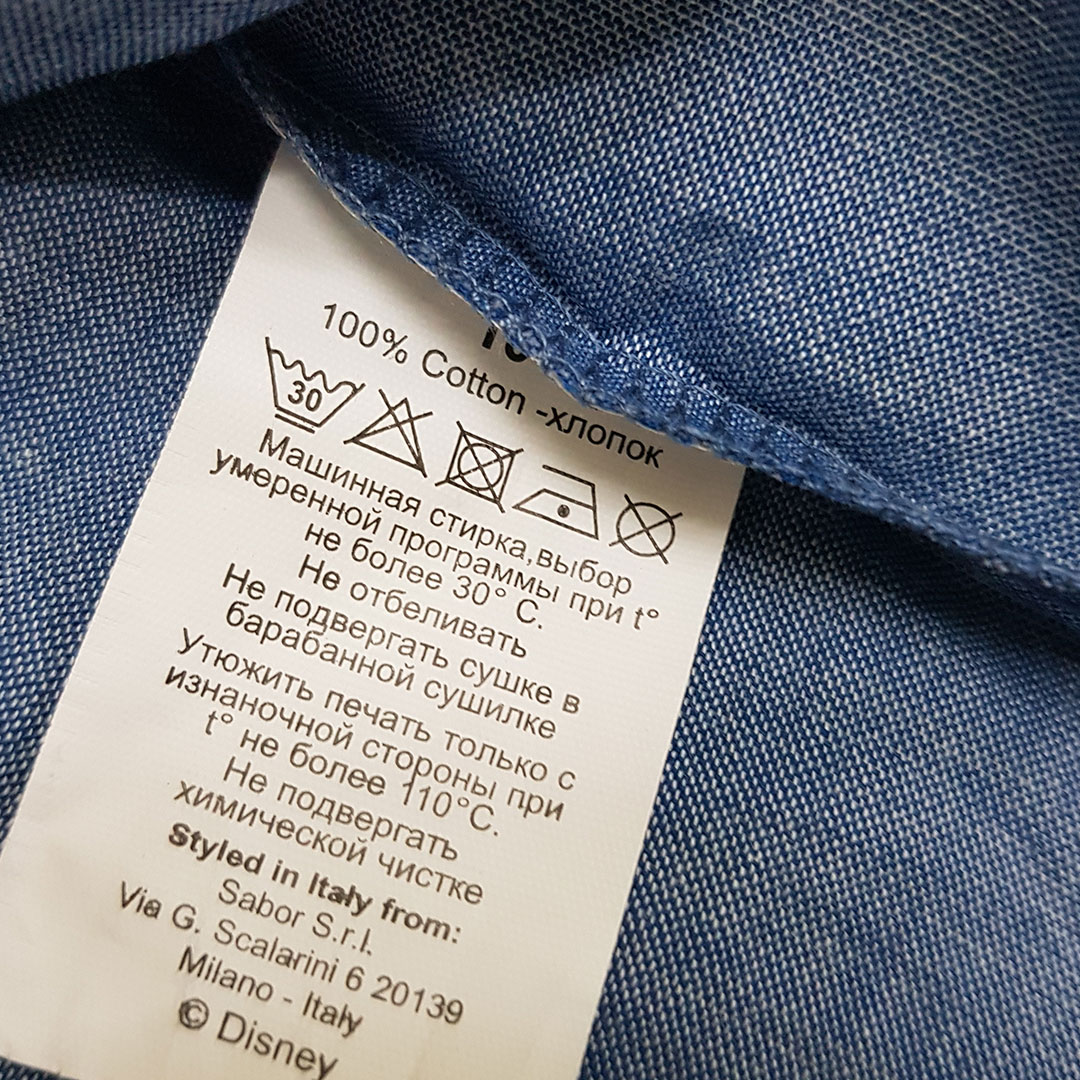 100% Cotton -хлопок
30
Машинная стирка,выбор
умеренной программы при t°
не более 30° C.
Не отбеливать
Не подвергать сушке в
барабанной сушилке
Утюжить печать только с
изнаночной стороны при
t° не более 110°C.
Не подвергать
химической чистке
Styled in Italy from:
Sabor S.r.l.
Via G. Scalarini 6 20139
Milano - Italy
© Disney